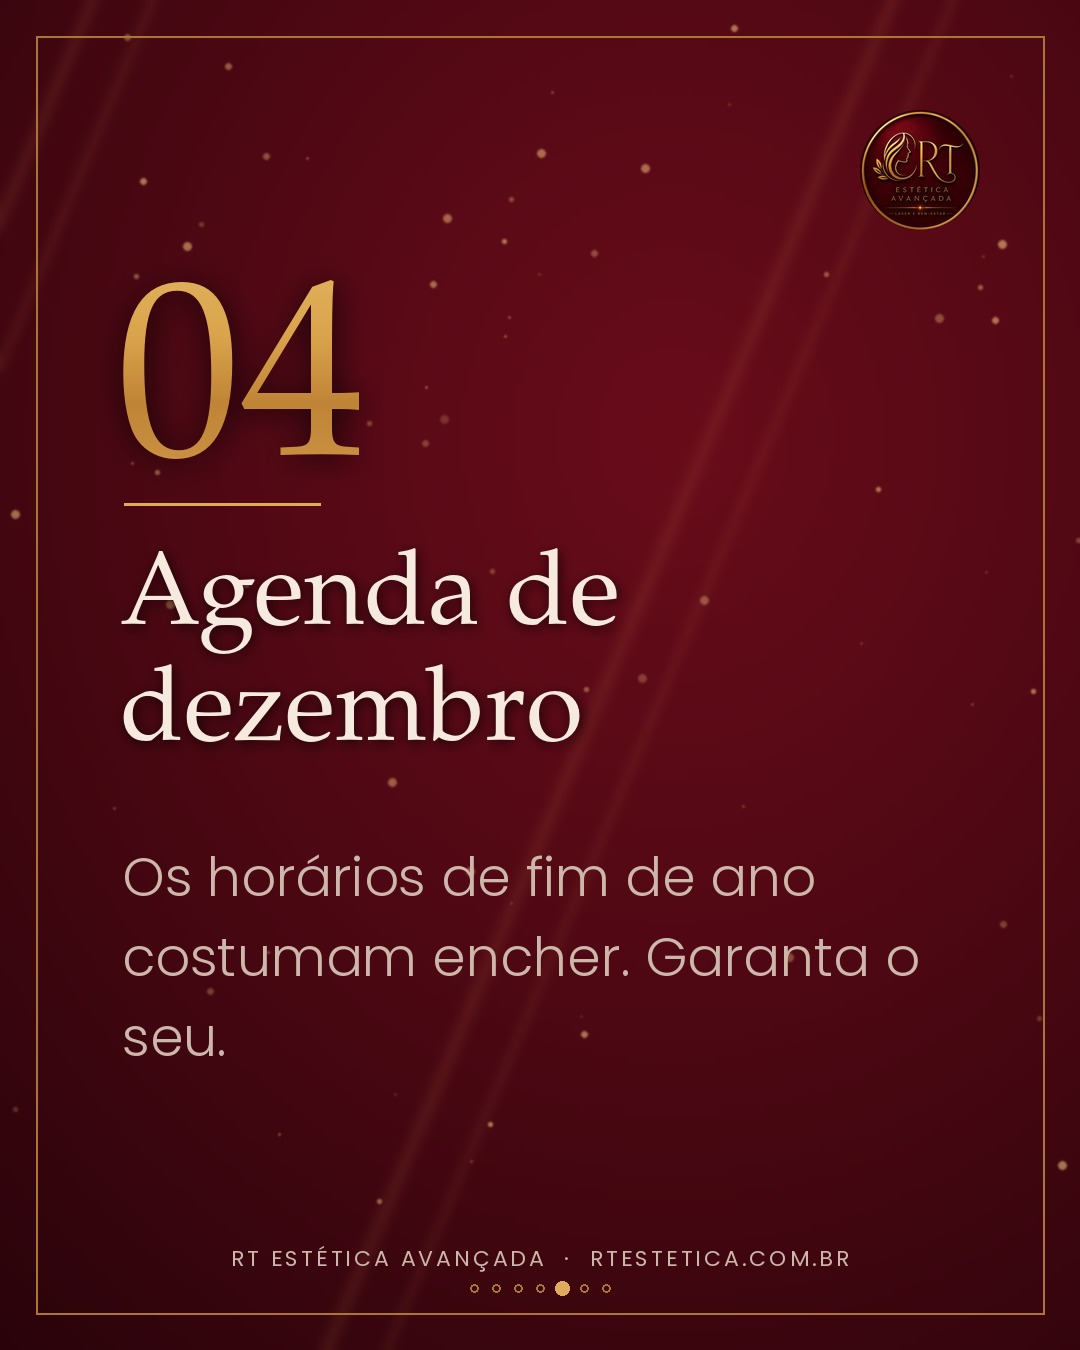 RT
ESTÉTICA
AVANÇADA
04
Agenda de
dezembro
Os horários de fim de ano
costumam encher. Garanta o
seu.
RT ESTÉTICA AVANÇADA · RTESTETICA.COM.BR